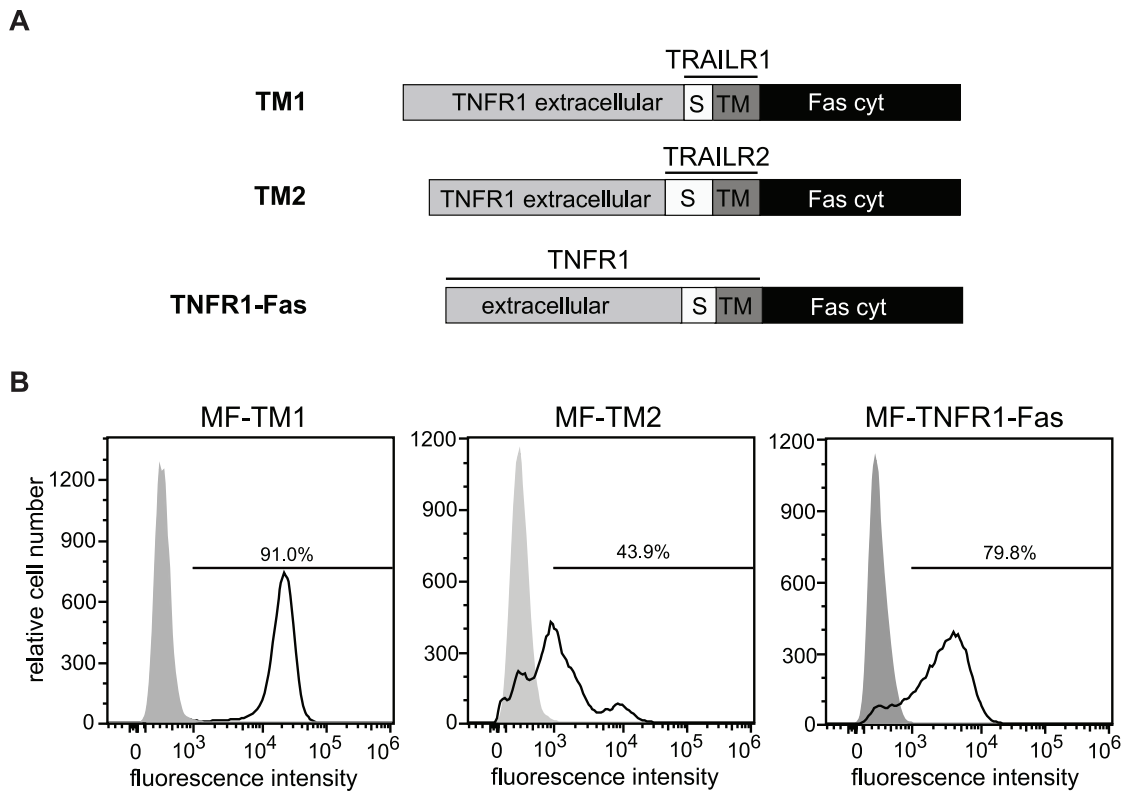 A
TRAILR1
TM1 TNFR1 extracellular S TM Fas cyt
TRAILR2
TM2 TNFR1 extracellular S TM Fas cyt
TNFR1
TNFR1-Fas extracellular S TM Fas cyt
B
MF-TM1 MF-TM2 MF-TNFR1-Fas
relative cell number
1200
900
600
300
0
91.0%
0 10³ 10⁴ 10⁵ 10⁶
fluorescence intensity
1200
900
600
300
0
43.9%
0 10³ 10⁴ 10⁵ 10⁶
fluorescence intensity
1200
900
600
300
0
79.8%
0 10³ 10⁴ 10⁵ 10⁶
fluorescence intensity